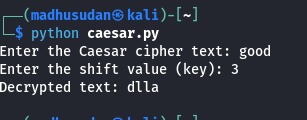 (madhusudan㉿kali)-[~]
$ python caesar.py
Enter the Caesar cipher text: good
Enter the shift value (key): 3
Decrypted text: dlla